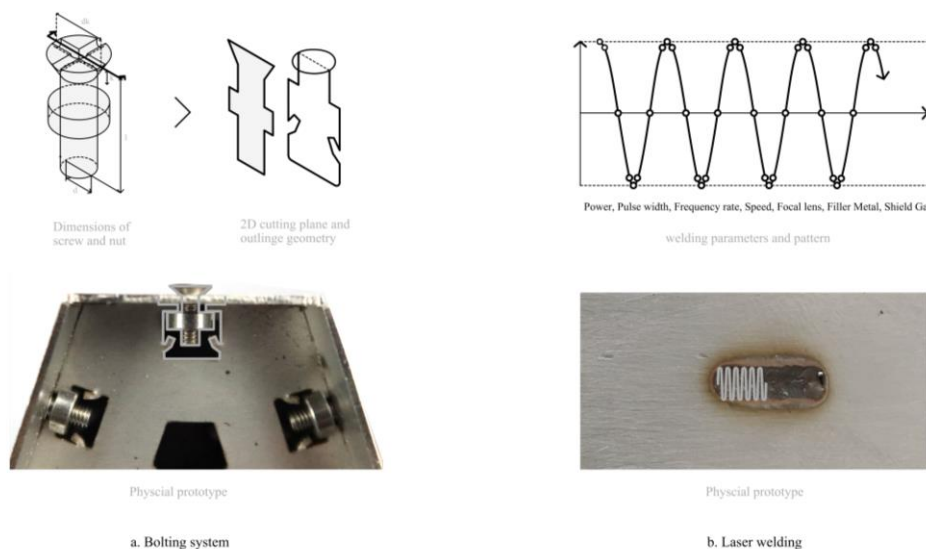 dk
l
d
Dimensions of
screw and nut
2D cutting plane and
outlinge geometry
Power, Pulse width, Frequency rate, Speed, Focal lens, Filler Metal, Shield Ga
welding parameters and pattern
Physcial prototype
Physcial prototype
a. Bolting system
b. Laser welding